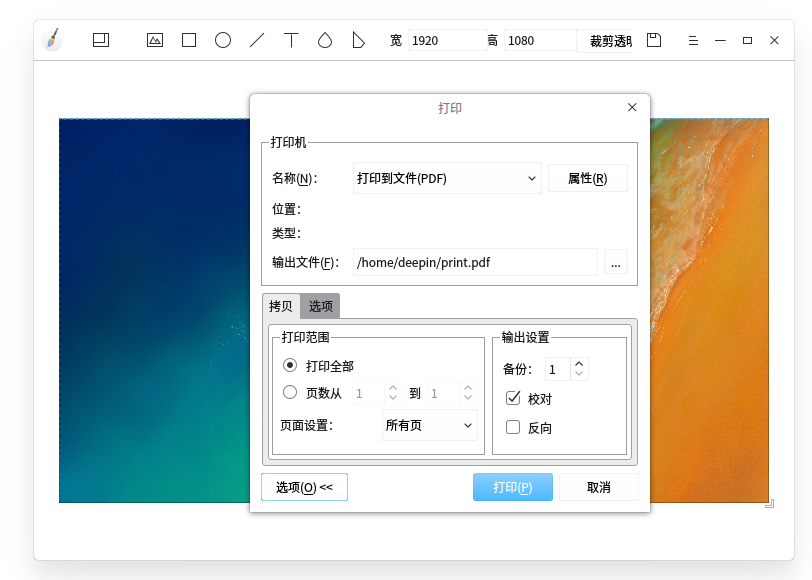 宽 1920 高 1080 裁剪透
打印
打印机
名称(N): 打印到文件(PDF) 属性(R)
位置:
类型:
输出文件(F): /home/deepin/print.pdf ...
拷贝 选项
打印范围 输出设置
打印全部 备份: 1
页数从 1 到 1 校对
页面设置: 所有页 反向
选项(O) << 打印(P) 取消